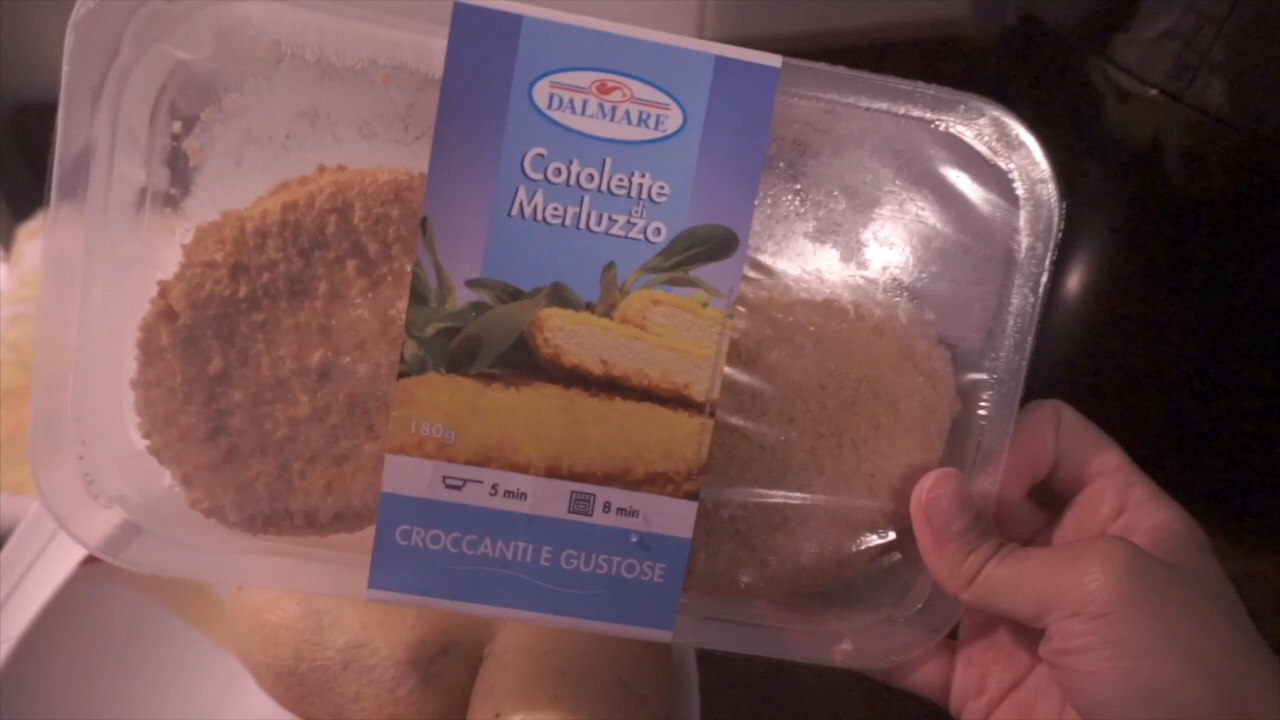 DALMARE
Cotolette
di
Merluzzo
180g
5 min 8 min
CROCCANTI E GUSTOSE